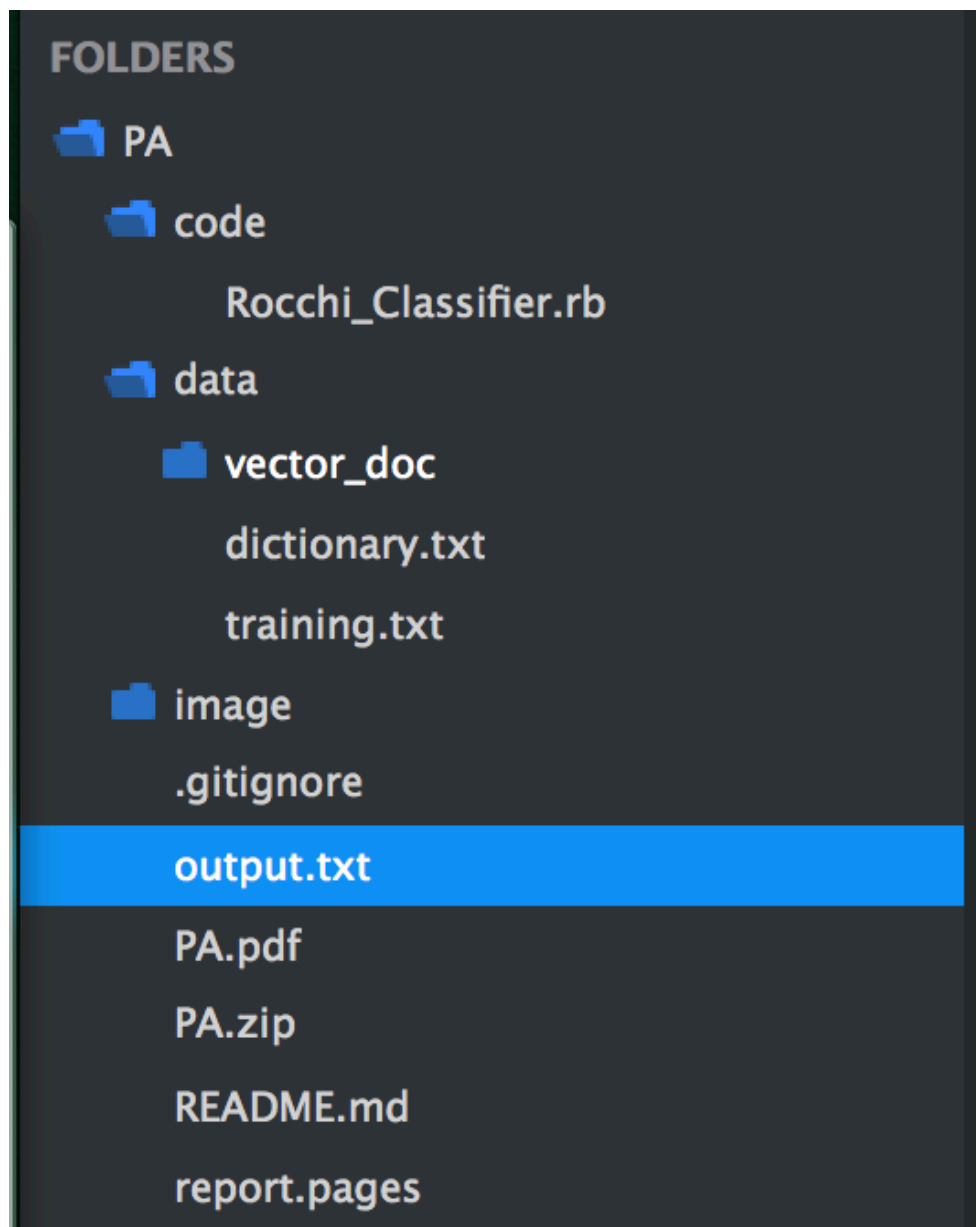 FOLDERS
PA
code
Rocchi_Classifier.rb
data
vector_doc
dictionary.txt
training.txt
image
.gitignore
output.txt
PA.pdf
PA.zip
README.md
report.pages